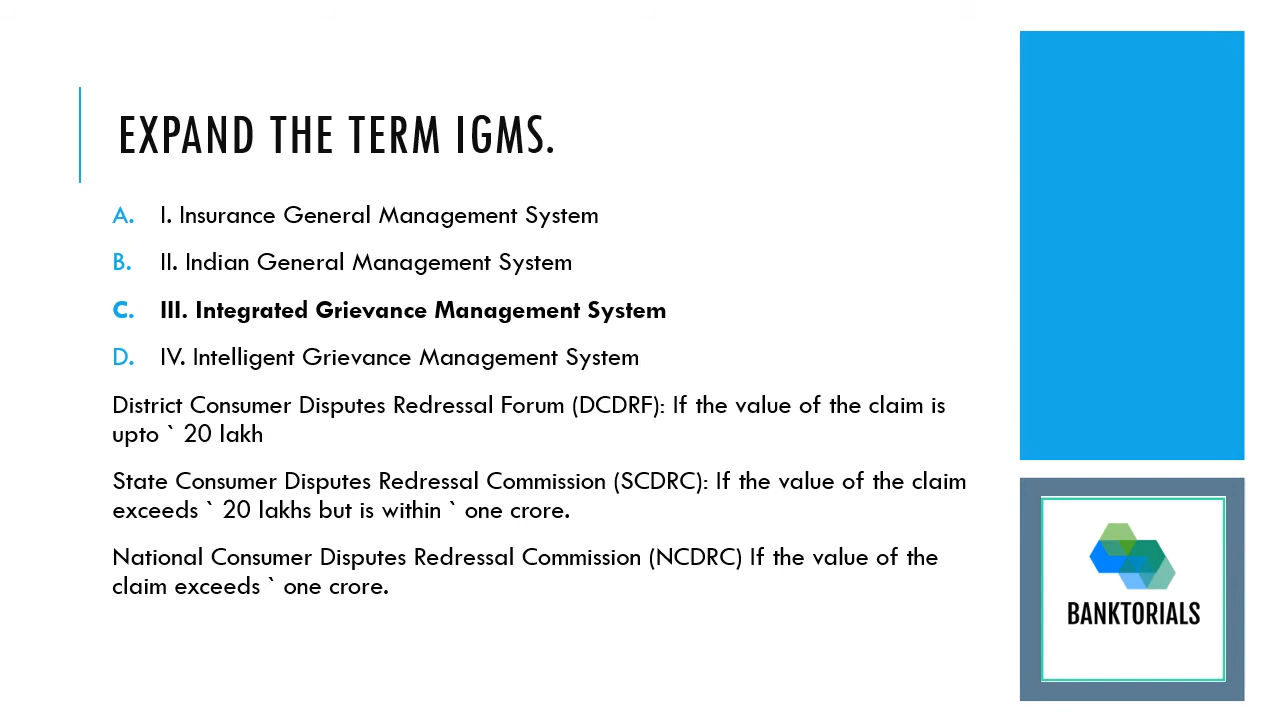 EXPAND THE TERM IGMS.
A. I. Insurance General Management System
B. II. Indian General Management System
C. III. Integrated Grievance Management System
D. IV. Intelligent Grievance Management System
District Consumer Disputes Redressal Forum (DCDRF): If the value of the claim is
upto ` 20 lakh
State Consumer Disputes Redressal Commission (SCDRC): If the value of the claim
exceeds ` 20 lakhs but is within ` one crore.
National Consumer Disputes Redressal Commission (NCDRC) If the value of the
claim exceeds ` one crore.
BANKTORIALS